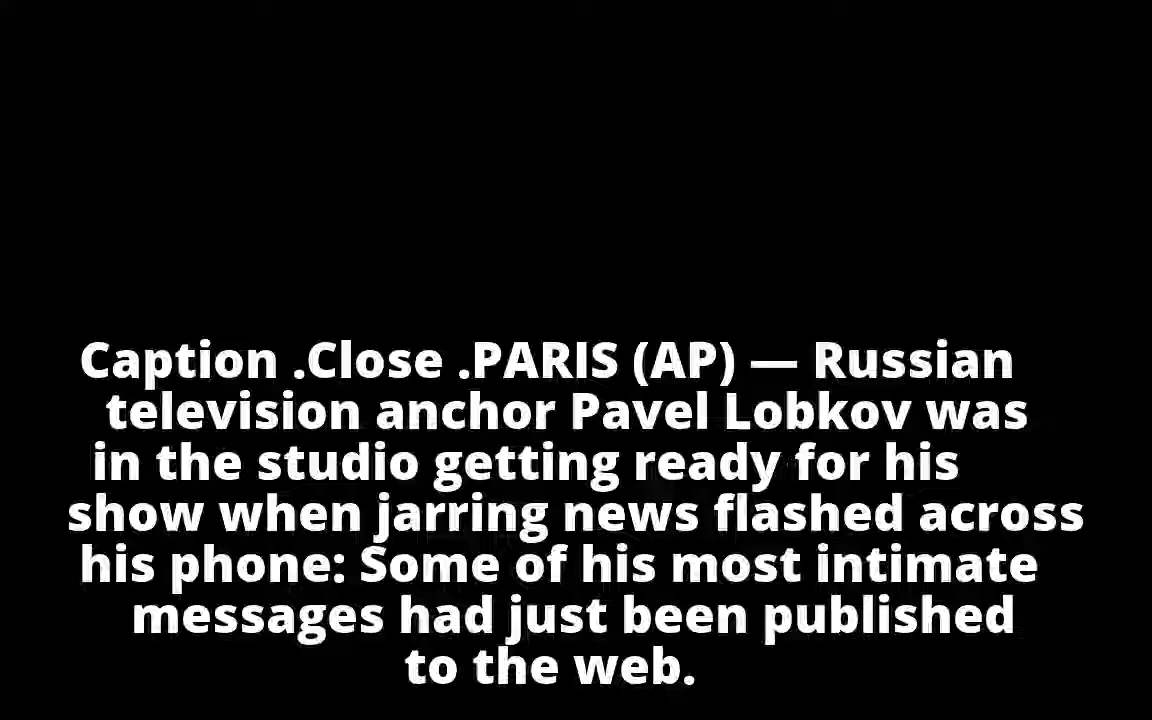 Caption .Close .PARIS (AP) — Russian
television anchor Pavel Lobkov was
in the studio getting ready for his
show when jarring news flashed across
his phone: Some of his most intimate
messages had just been published
to the web.